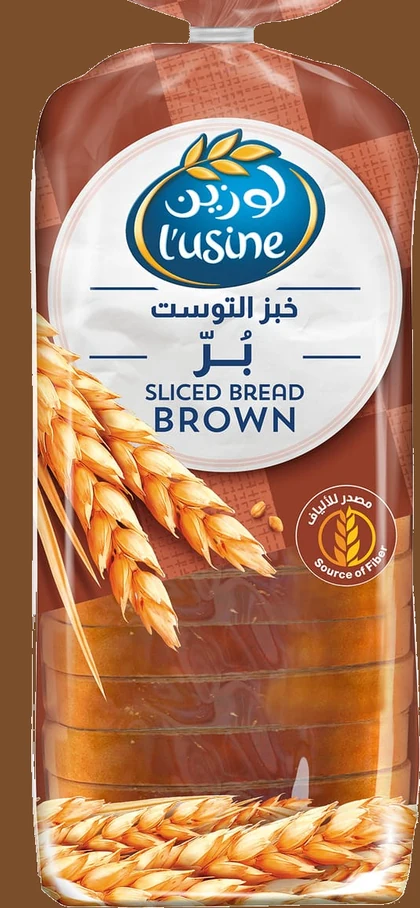 لوزين
l'usine
خبز التوست
بُرّ
SLICED BREAD
BROWN
مصدر للألياف
Source of Fiber